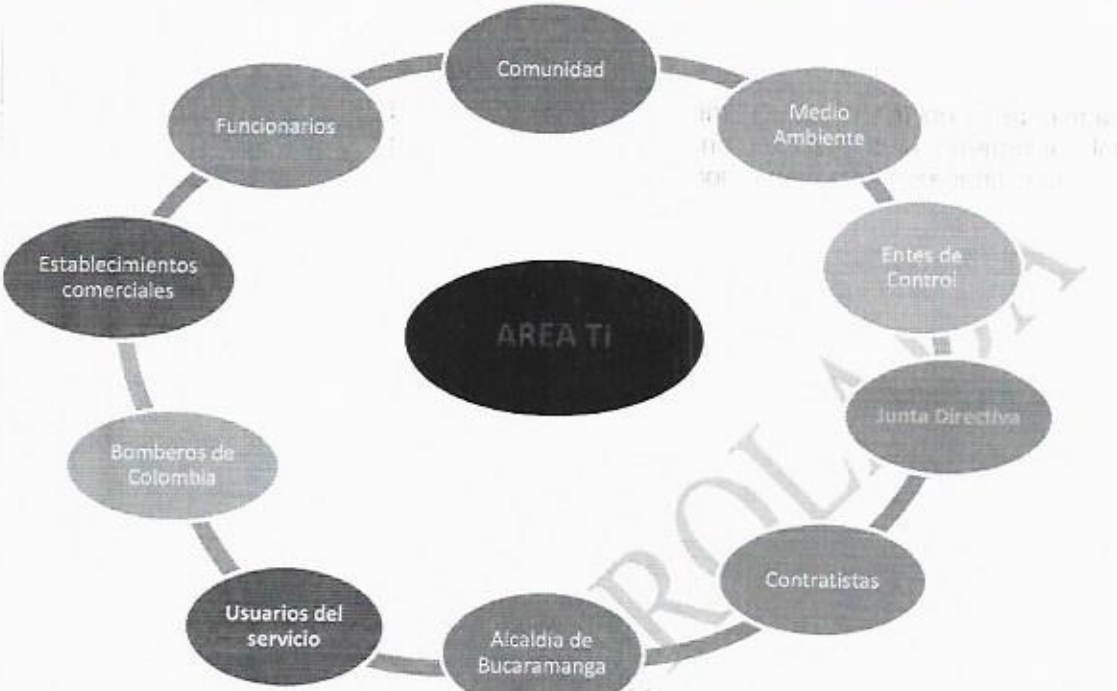 Comunidad
Medio
Ambiente
Entes de
Control
Junta Directiva
Contratistas
Alcaldía de
Bucaramanga
Usuarios del
servicio
Bomberos de
Colombia
Establecimientos
comerciales
Funcionarios
AREA TI